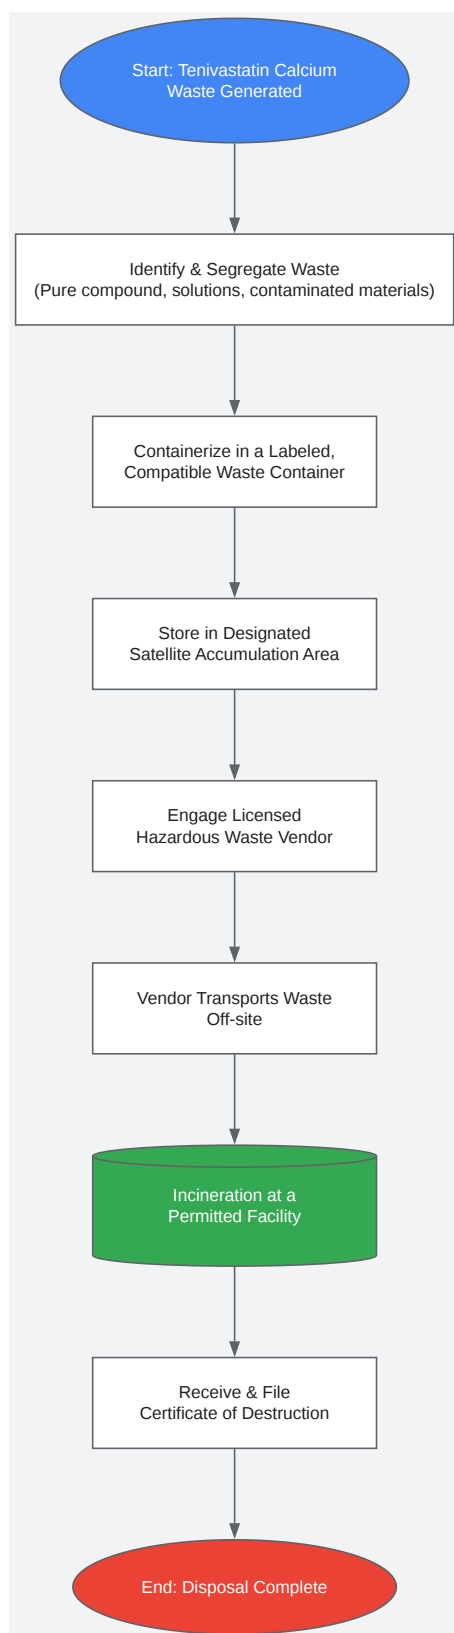 Start: Tenivastatin Calcium
Waste Generated
Identify & Segregate Waste
(Pure compound, solutions, contaminated materials)
Containerize in a Labeled,
Compatible Waste Container
Store in Designated
Satellite Accumulation Area
Engage Licensed
Hazardous Waste Vendor
Vendor Transports Waste
Off-site
Incineration at a
Permitted Facility
Receive & File
Certificate of Destruction
End: Disposal Complete